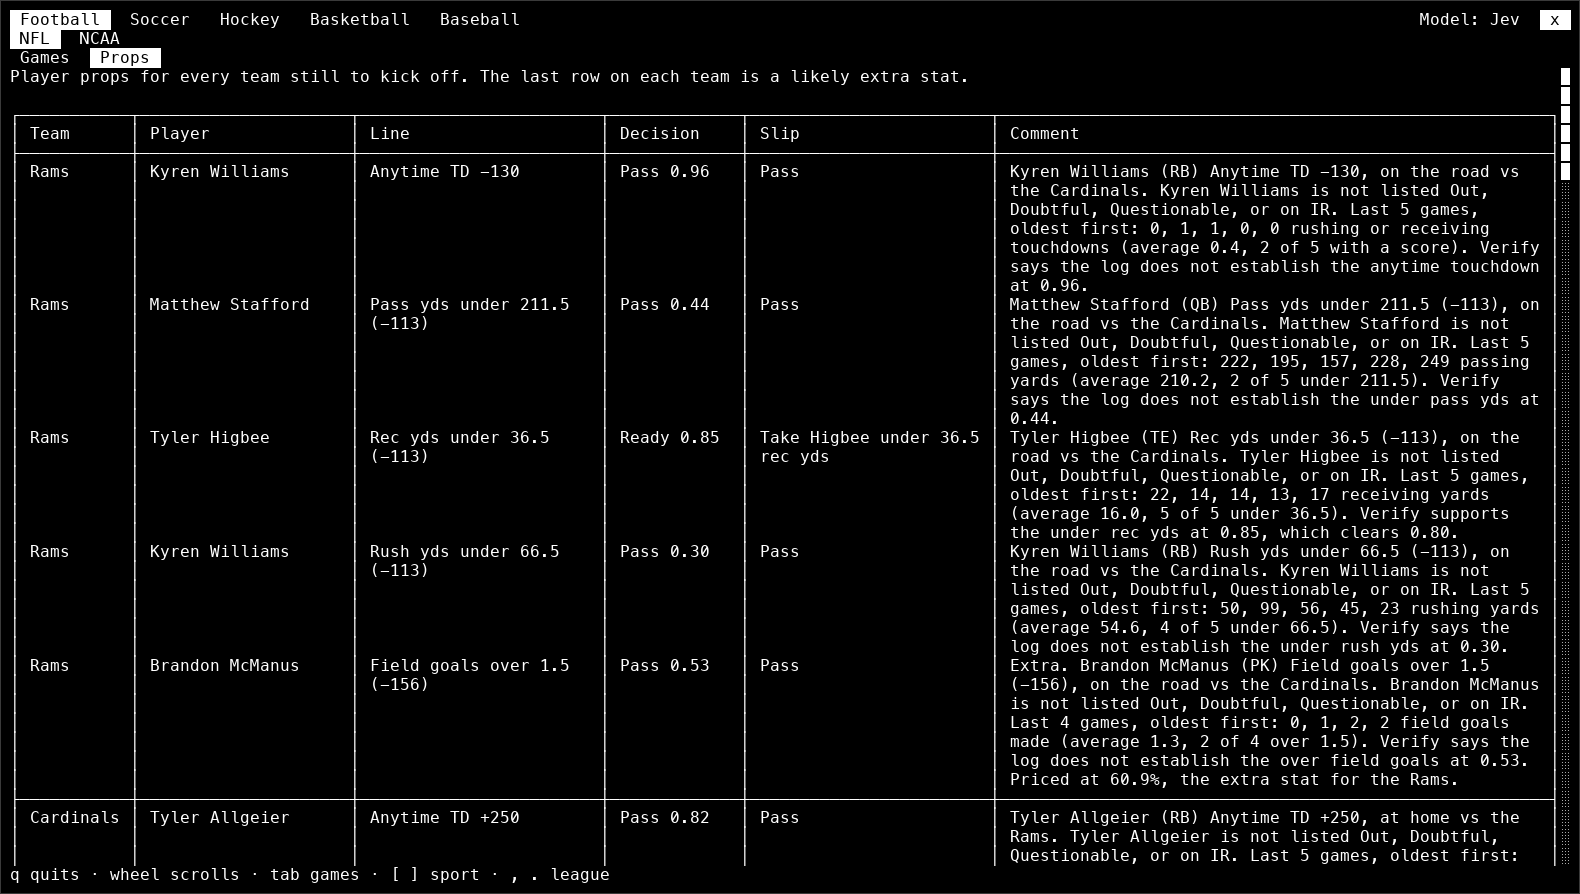 Football Soccer Hockey Basketball Baseball Model: Jev x
NFL NCAA
Games Props
Player props for every team still to kick off. The last row on each team is a likely extra stat.
Team Player Line Decision Slip Comment
Rams Kyren Williams Anytime TD −130 Pass 0.96 Pass Kyren Williams (RB) Anytime TD −130, on the road vs
the Cardinals. Kyren Williams is not listed Out,
Doubtful, Questionable, or on IR. Last 5 games,
oldest first: 0, 1, 1, 0, 0 rushing or receiving
touchdowns (average 0.4, 2 of 5 with a score). Verify
says the log does not establish the anytime touchdown
at 0.96.
Rams Matthew Stafford Pass yds under 211.5 Pass 0.44 Pass Matthew Stafford (QB) Pass yds under 211.5 (−113), on
(−113) the road vs the Cardinals. Matthew Stafford is not
listed Out, Doubtful, Questionable, or on IR. Last 5
games, oldest first: 222, 195, 157, 228, 249 passing
yards (average 210.2, 2 of 5 under 211.5). Verify
says the log does not establish the under pass yds at
0.44.
Rams Tyler Higbee Rec yds under 36.5 Ready 0.85 Take Higbee under 36.5 Tyler Higbee (TE) Rec yds under 36.5 (−113), on the
(−113) rec yds road vs the Cardinals. Tyler Higbee is not listed
Out, Doubtful, Questionable, or on IR. Last 5 games,
oldest first: 22, 14, 14, 13, 17 receiving yards
(average 16.0, 5 of 5 under 36.5). Verify supports
the under rec yds at 0.85, which clears 0.80.
Rams Kyren Williams Rush yds under 66.5 Pass 0.30 Pass Kyren Williams (RB) Rush yds under 66.5 (−113), on
(−113) the road vs the Cardinals. Kyren Williams is not
listed Out, Doubtful, Questionable, or on IR. Last 5
games, oldest first: 50, 99, 56, 45, 23 rushing yards
(average 54.6, 4 of 5 under 66.5). Verify says the
log does not establish the under rush yds at 0.30.
Rams Brandon McManus Field goals over 1.5 Pass 0.53 Pass Extra. Brandon McManus (PK) Field goals over 1.5
(−156) (−156), on the road vs the Cardinals. Brandon McManus
is not listed Out, Doubtful, Questionable, or on IR.
Last 4 games, oldest first: 0, 1, 2, 2 field goals
made (average 1.3, 2 of 4 over 1.5). Verify says the
log does not establish the over field goals at 0.53.
Priced at 60.9%, the extra stat for the Rams.
Cardinals Tyler Allgeier Anytime TD +250 Pass 0.82 Pass Tyler Allgeier (RB) Anytime TD +250, at home vs the
Rams. Tyler Allgeier is not listed Out, Doubtful,
Questionable, or on IR. Last 5 games, oldest first:
q quits · wheel scrolls · tab games · [ ] sport · , . league